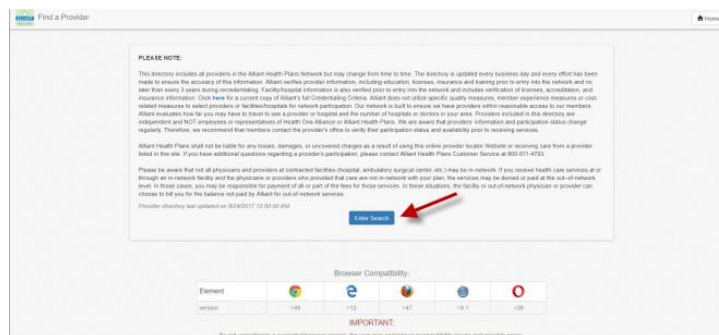 Find a Provider
Home
PLEASE NOTE:
This directory includes all providers in the Alliant Health Plans Network but may change from time to time. The directory is updated every business day and every effort has been
made to ensure the accuracy of this information. Alliant verifies provider information, including education, licenses, insurance and training prior to entry into the network and no
later than every 3 years during recredentialing. Facility/hospital information is also verified prior to entry into the network and includes verification of licenses, accreditation, and
insurance information. Click here for a current copy of Alliant's full Credentialing Criteria. Alliant does not utilize specific quality measures, member experience measures or cost-
related measures to select providers or facilities/hospitals for network participation. Our network is built to ensure we have providers within reasonable access to our members.
Alliant evaluates how far you may have to travel to see a provider or hospital and the number of hospitals or doctors in your area. Providers included in this directory are
independent and NOT employees or representatives of Health One Alliance or Alliant Health Plans. We are aware that providers' information and participation status change
regularly. Therefore, we recommend that members contact the provider's office to verify their participation status and availability prior to receiving services.
Alliant Health Plans shall not be liable for any losses, damages, or uncovered charges as a result of using this online provider locator Website or receiving care from a provider
listed in this site. If you have additional questions regarding a provider's participation, please contact Alliant Health Plans Customer Service at 800-811-4793.
Please be aware that all physicians and providers at contracted facilities (hospital, ambulatory surgical center, etc.) may be in-network. If you receive health care services at or
through an in-network facility and the physicians or providers who provided that care are not in-network with your plan, the services may be denied or paid at the out-of-network
level. In those cases, you may be responsible for payment of all or part of the fees for those services. In these situations, the facility or out-of-network physician or provider can
choose to bill you for the balance not paid by Alliant for out-of-network services.
Provider directory last updated on 8/24/2017 12:00:00 AM
Enter Search
Browser Compatibility:
Element
version >49 >13 >47 >9.1 >39
IMPORTANT: